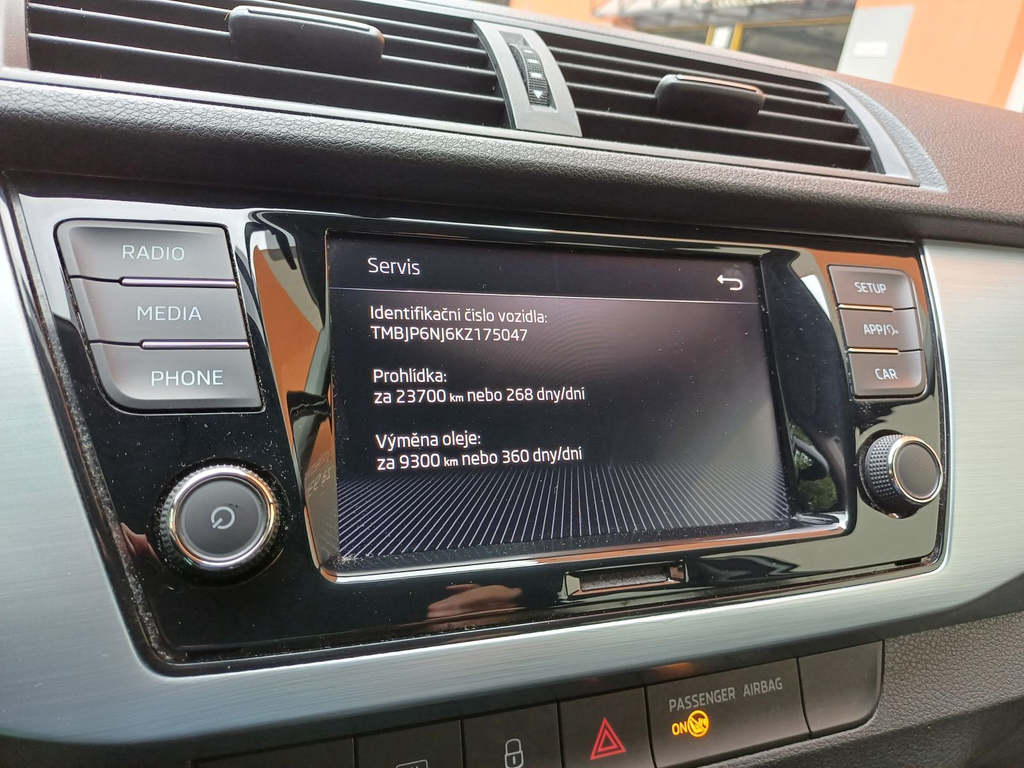 RADIO
MEDIA
PHONE
Servis
Identifikační číslo vozidla:
TMBJP6NJ6KZ175047
Prohlídka:
za 23700 km nebo 268 dny/dní
Výměna oleje:
za 9300 km nebo 360 dny/dní
SETUP
APP/
CAR
PASSENGER AIRBAG
ON